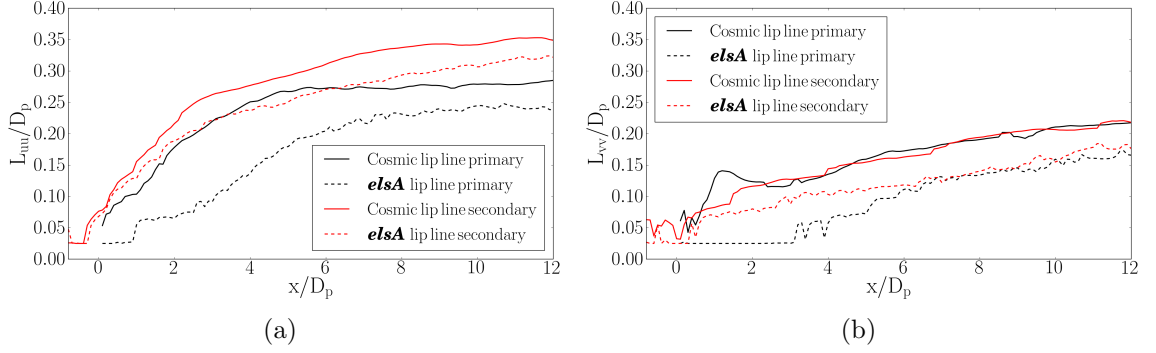 0.40
0.35
0.30
0.25
0.20
0.15
0.10
0.05
0.00
L_uu/D_p
0 2 4 6 8 10 12
x/D_p
Cosmic lip line primary
elsA lip line primary
Cosmic lip line secondary
elsA lip line secondary
(a)
0.40
0.35
0.30
0.25
0.20
0.15
0.10
0.05
0.00
L_vv/D_p
Cosmic lip line primary
elsA lip line primary
Cosmic lip line secondary
elsA lip line secondary
0 2 4 6 8 10 12
x/D_p
(b)